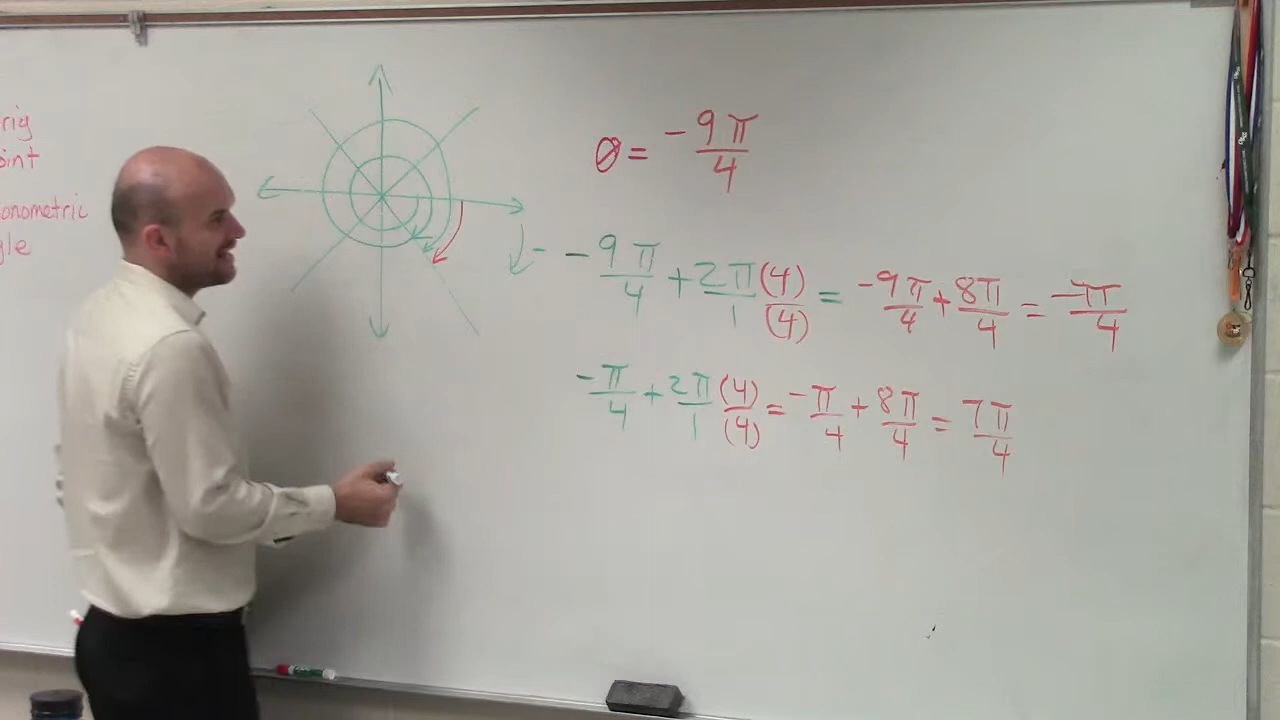 rig
oint
onometric
gle
θ = -9π/4
- -9π/4 + 2π/1 (4)/(4) = -9π/4 + 8π/4 = -π/4
-π/4 + 2π/1 (4)/(4) = -π/4 + 8π/4 = 7π/4